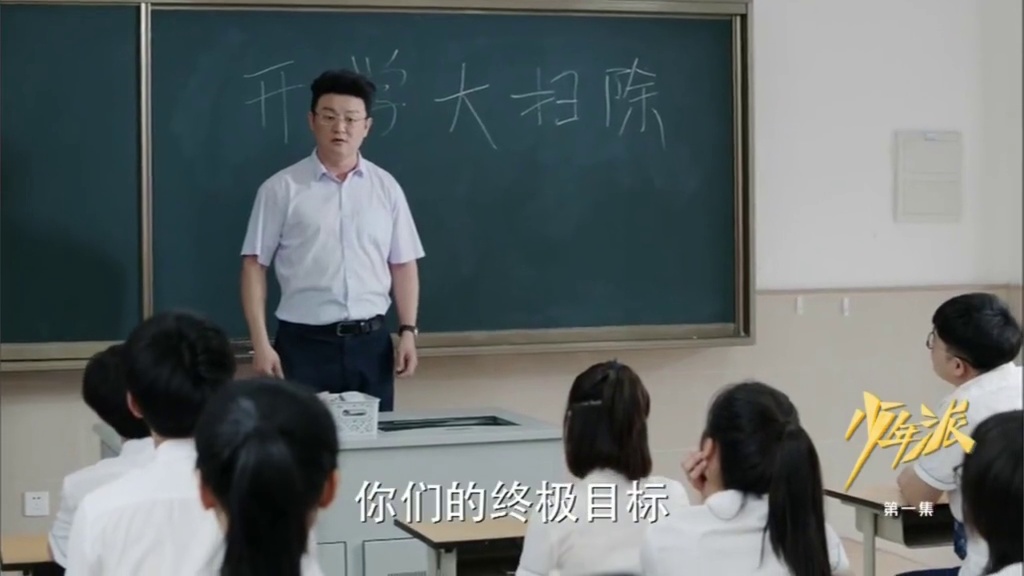 开学大扫除
少年派
第一集
你们的终极目标